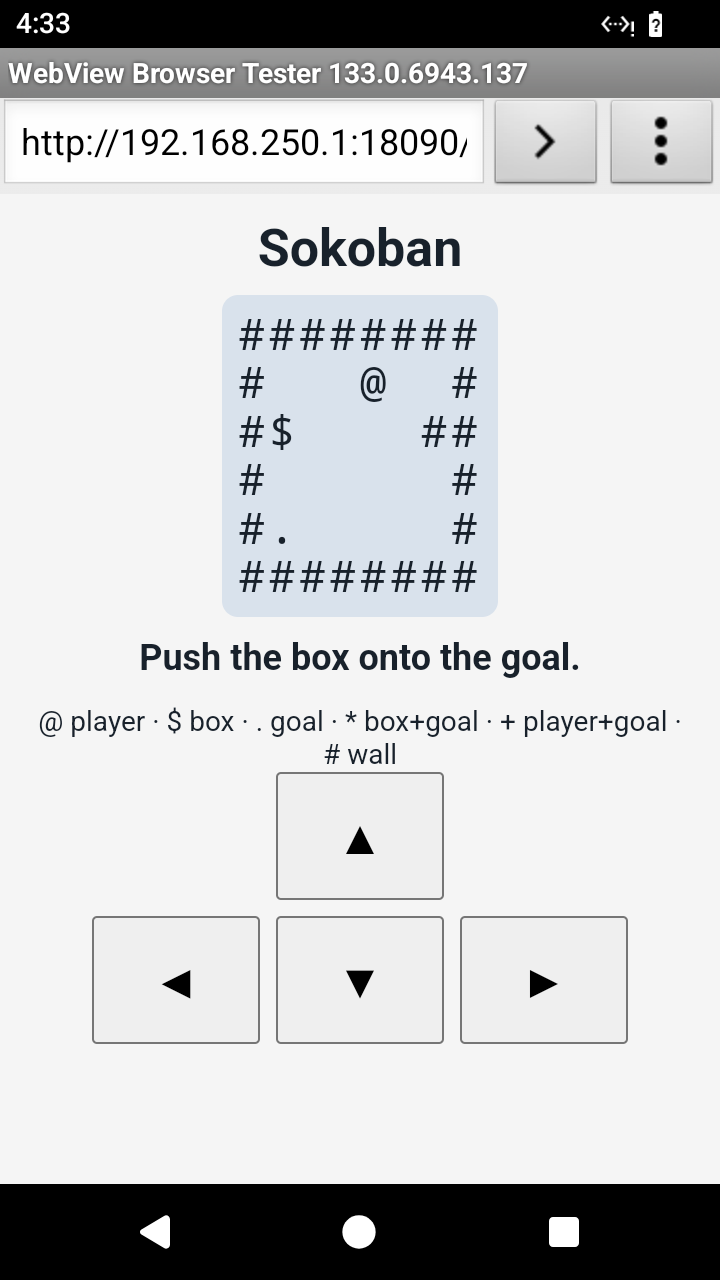 4:33
WebView Browser Tester 133.0.6943.137
http://192.168.250.1:18090/
Sokoban
########
#   @  #
#$    ##
#      #
#.     #
########
Push the box onto the goal.
@ player · $ box · . goal · * box+goal · + player+goal ·
# wall
▲
◀ ▼ ▶